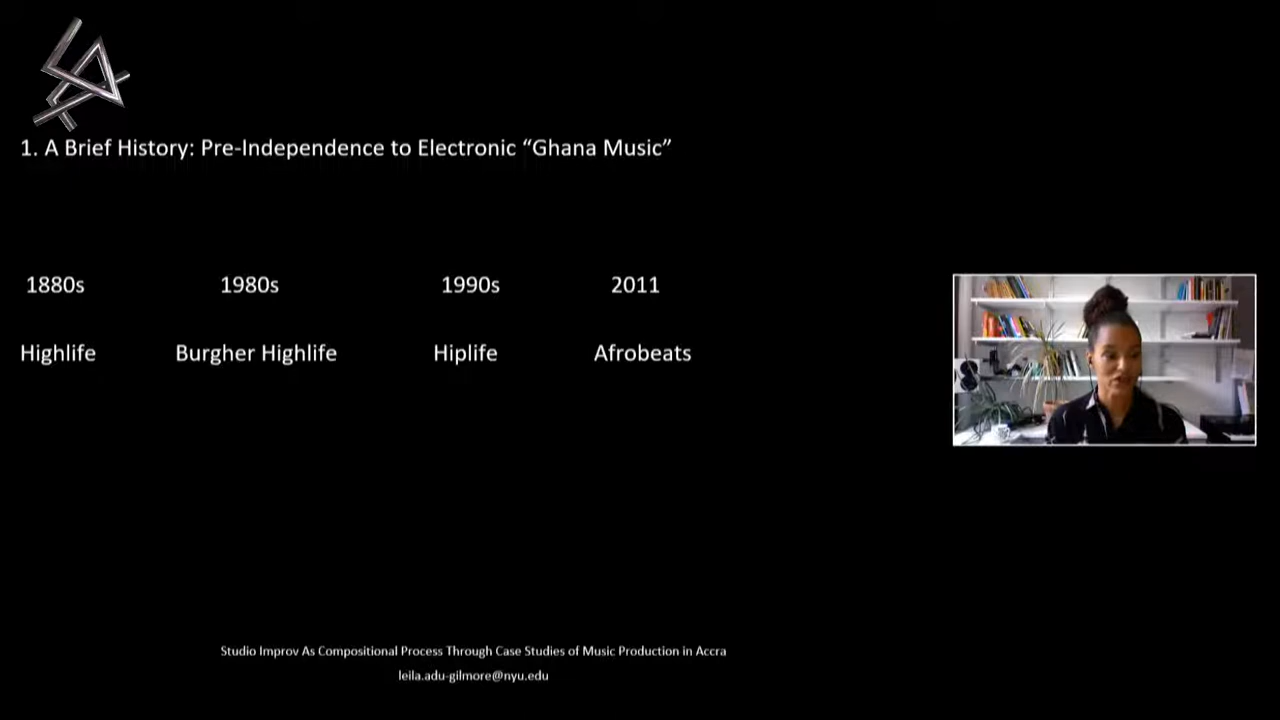 1. A Brief History: Pre-Independence to Electronic “Ghana Music”
1880s 1980s 1990s 2011
Highlife Burgher Highlife Hiplife Afrobeats
Studio Improv As Compositional Process Through Case Studies of Music Production in Accra
leila.adu-gilmore@nyu.edu